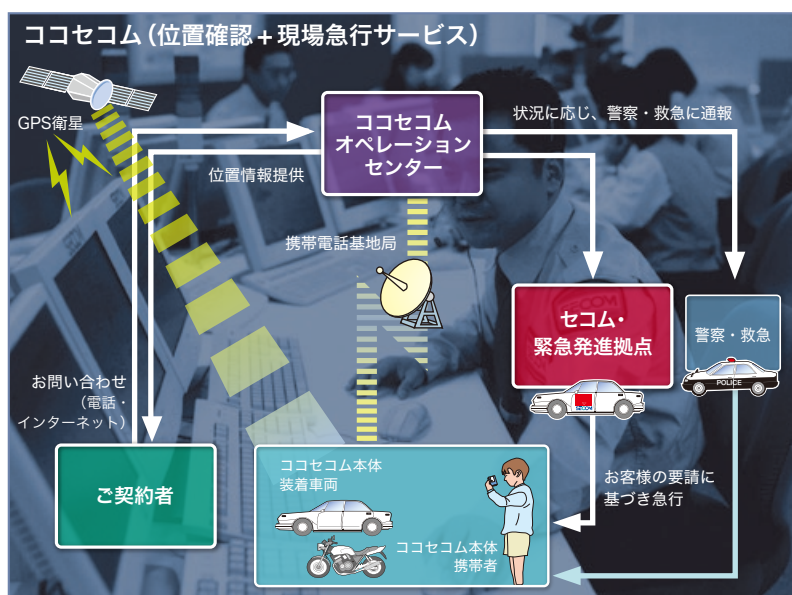 ココセコム（位置確認＋現場急行サービス）
GPS衛星
ココセコム
オペレーション
センター
状況に応じ、警察・救急に通報
位置情報提供
携帯電話基地局
セコム・
緊急発進拠点
SECOM
警察・救急
POLICE
SECOM
お問い合わせ
（電話・
インターネット）
ご契約者
ココセコム本体
装着車両
ココセコム本体
携帯者
お客様の要請に
基づき急行